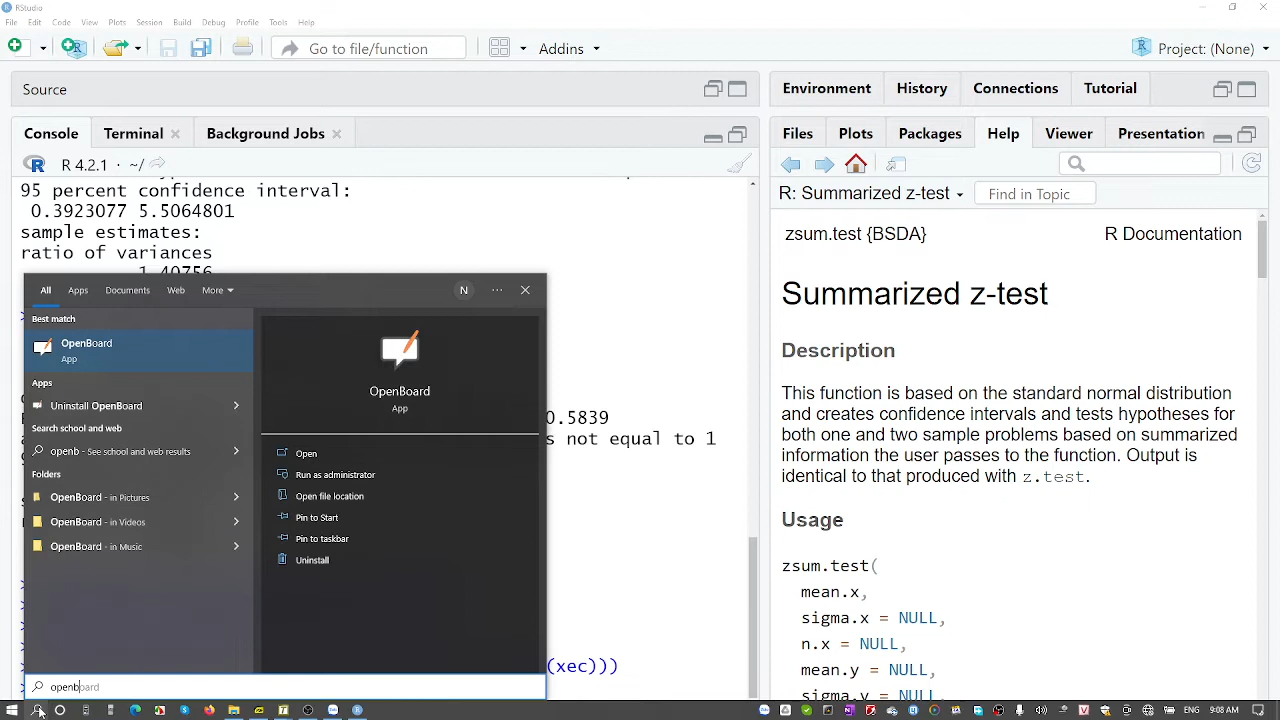 RStudio
File Edit Code View Plots Session Build Debug Profile Tools Help
Go to file/function Addins Project: (None)
Source
Console Terminal Background Jobs
R 4.2.1 · ~/
95 percent confidence interval:
0.3923077 5.5064801
sample estimates:
ratio of variances
1.40756
0.5839
s not equal to 1
(xec)))
All Apps Documents Web More N
Best match
OpenBoard
App
Apps
Uninstall OpenBoard
Search school and web
openb - See school and web results
Folders
OpenBoard - in Pictures
OpenBoard - in Videos
OpenBoard - in Music
OpenBoard
App
Open
Run as administrator
Open file location
Pin to Start
Pin to taskbar
Uninstall
openboard
Environment History Connections Tutorial
Files Plots Packages Help Viewer Presentation
R: Summarized z-test Find in Topic
zsum.test {BSDA} R Documentation
Summarized z-test
Description
This function is based on the standard normal distribution
and creates confidence intervals and tests hypotheses for
both one and two sample problems based on summarized
information the user passes to the function. Output is
identical to that produced with z.test.
Usage
zsum.test(
mean.x,
sigma.x = NULL,
n.x = NULL,
mean.y = NULL,
sigma.y = NULL,
9:08 AM